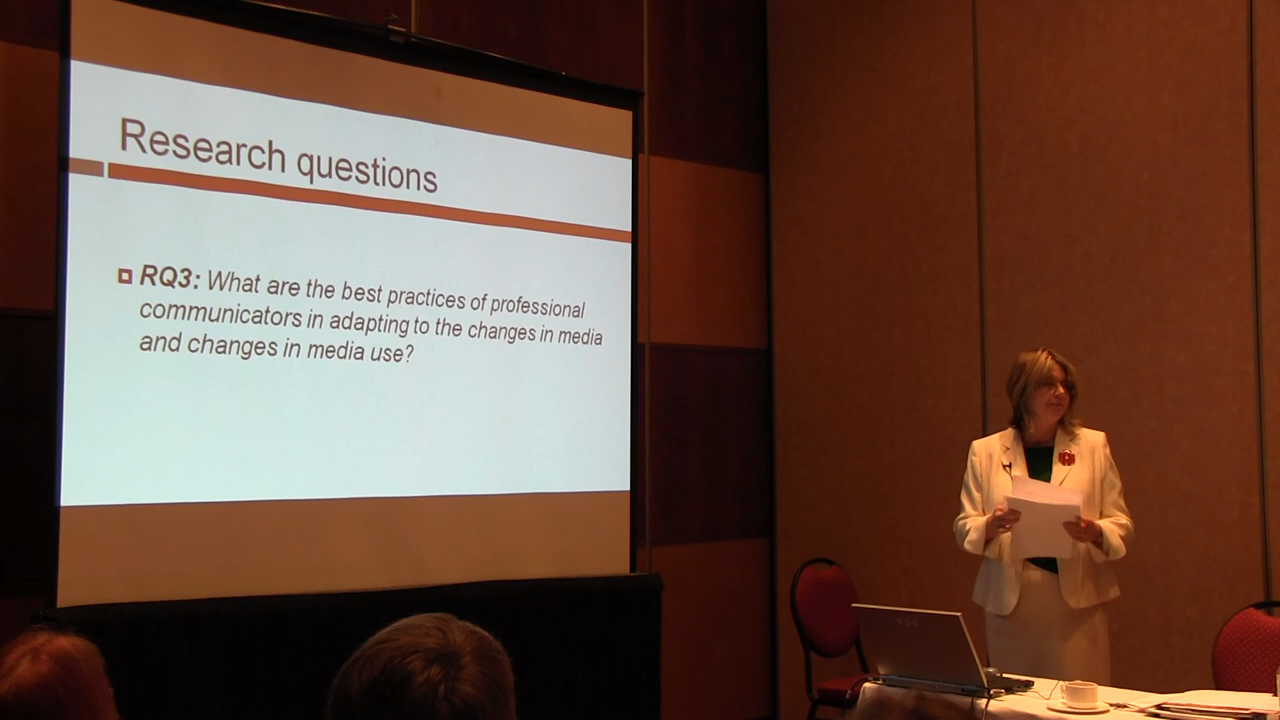 Research questions
RQ3: What are the best practices of professional
communicators in adapting to the changes in media
and changes in media use?